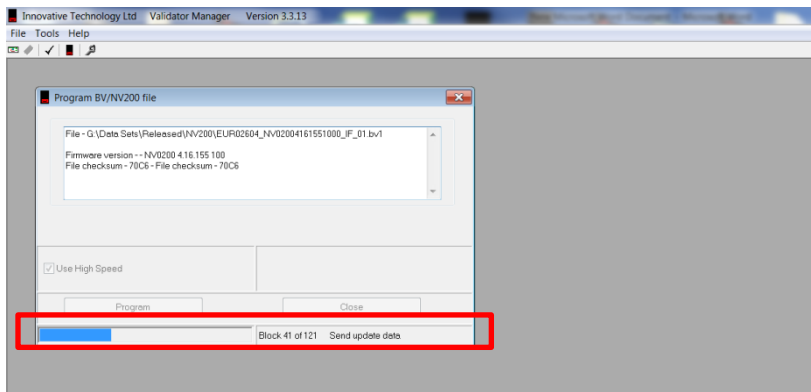 Innovative Technology Ltd Validator Manager Version 3.3.13
File Tools Help
Program BV/NV200 file
File - G:\Data Sets\Released\NV200\EUR02604_NV02004161551000_IF_01.bv1
Firmware version - - NV0200 4.16.155 100
File checksum - 70C6 - File checksum - 70C6
Use High Speed
Program Close
Block 41 of 121 Send update data